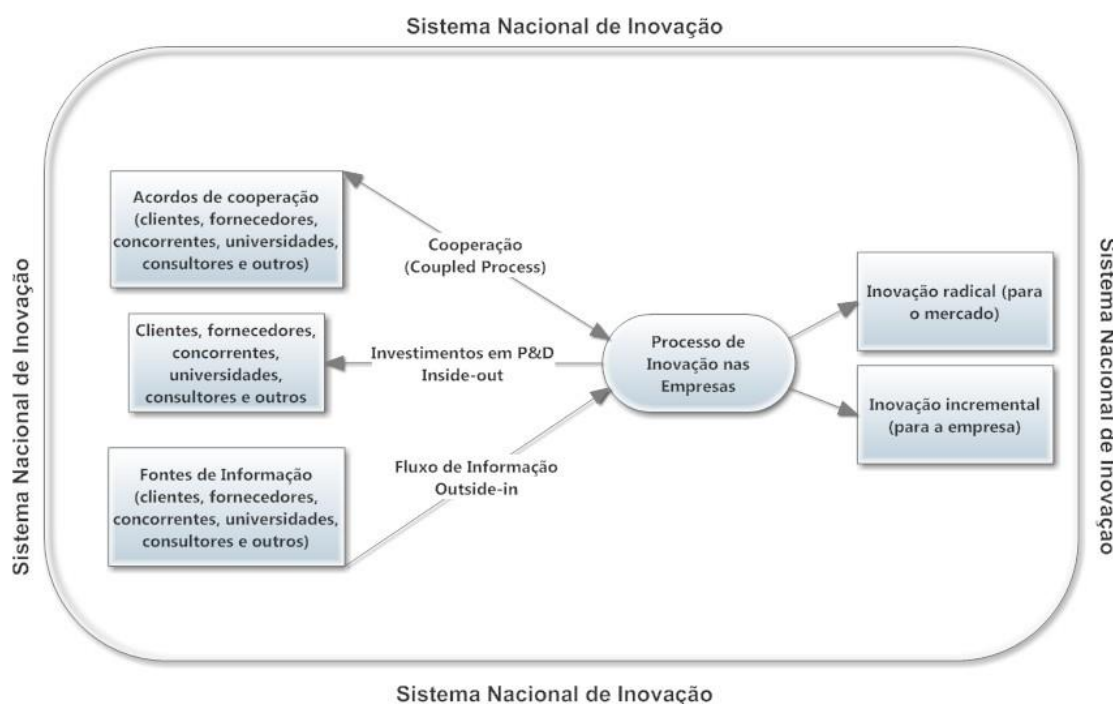 Sistema Nacional de Inovação
Sistema Nacional de Inovação
Acordos de cooperação
(clientes, fornecedores,
concorrentes, universidades,
consultores e outros)
Cooperação
(Coupled Process)
Clientes, fornecedores,
concorrentes,
universidades,
consultores e outros
Investimentos em P&D
Inside-out
Fontes de Informação
(clientes, fornecedores,
concorrentes, universidades,
consultores e outros)
Fluxo de Informação
Outside-in
Processo de
Inovação nas
Empresas
Inovação radical (para
o mercado)
Inovação incremental
(para a empresa)
Sistema Nacional de Inovação
Sistema Nacional de Inovação